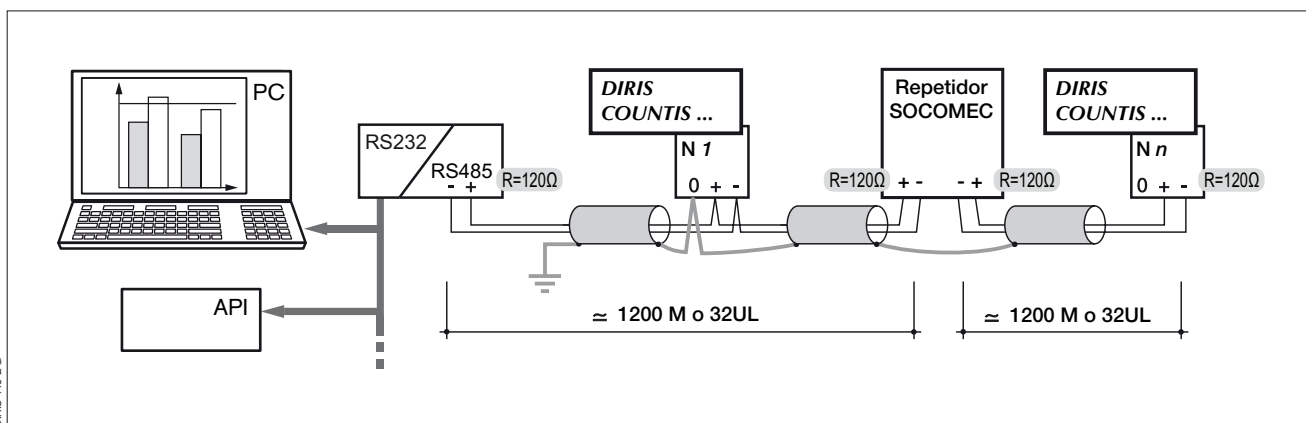 PC
API
RS232
RS485
- +
R=120Ω
DIRIS
COUNTIS ...
N 1
0 + -
Repetidor
SOCOMEC
R=120Ω
+ -
- +
R=120Ω
DIRIS
COUNTIS ...
N n
0 + -
R=120Ω
≃ 1200 M o 32UL
≃ 1200 M o 32UL